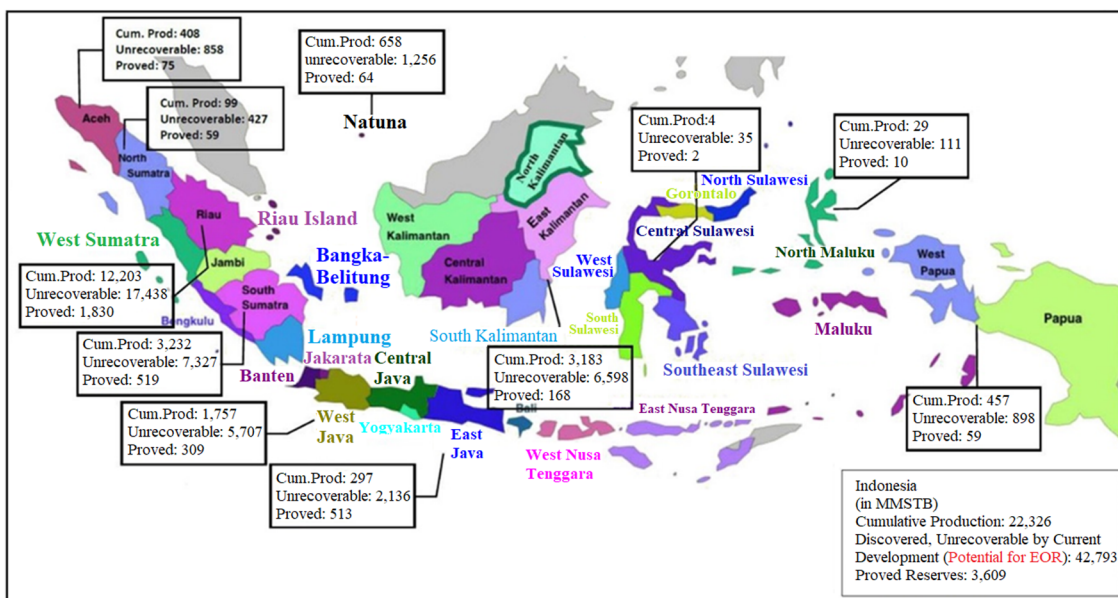 Cum. Prod: 408
Unrecoverable: 858
Proved: 75
Cum.Prod: 658
unrecoverable: 1,256
Proved: 64
Natuna
Cum. Prod: 99
Unrecoverable: 427
Proved: 59
Aceh
North
Sumatra
Cum.Prod:4
Unrecoverable: 35
Proved: 2
Cum.Prod: 29
Unrecoverable: 111
Proved: 10
North
Kalimantan
North Sulawesi
Gorontalo
Riau
Riau Island
West
Kalimantan
East
Kalimantan
Central Sulawesi
West Sumatra
Jambi
Bangka-
Belitung
Central
Kalimantan
West
Sulawesi
North Maluku
West
Papua
Cum.Prod: 12,203
Unrecoverable: 17,438
Proved: 1,830
South
Sumatra
Bengkulu
Lampung
South Kalimantan
South
Sulawesi
Maluku
Papua
Cum.Prod: 3,232
Unrecoverable: 7,327
Proved: 519
Jakarata
Banten
Central
Java
Cum.Prod: 3,183
Unrecoverable: 6,598
Proved: 168
Southeast Sulawesi
Cum.Prod: 457
Unrecoverable: 898
Proved: 59
Cum.Prod: 1,757
Unrecoverable: 5,707
Proved: 309
West
Java
Yogyakarta
East
Java
Bali
East Nusa Tenggara
West Nusa
Tenggara
Cum.Prod: 297
Unrecoverable: 2,136
Proved: 513
Indonesia
(in MMSTB)
Cumulative Production: 22,326
Discovered, Unrecoverable by Current
Development (Potential for EOR): 42,793
Proved Reserves: 3,609